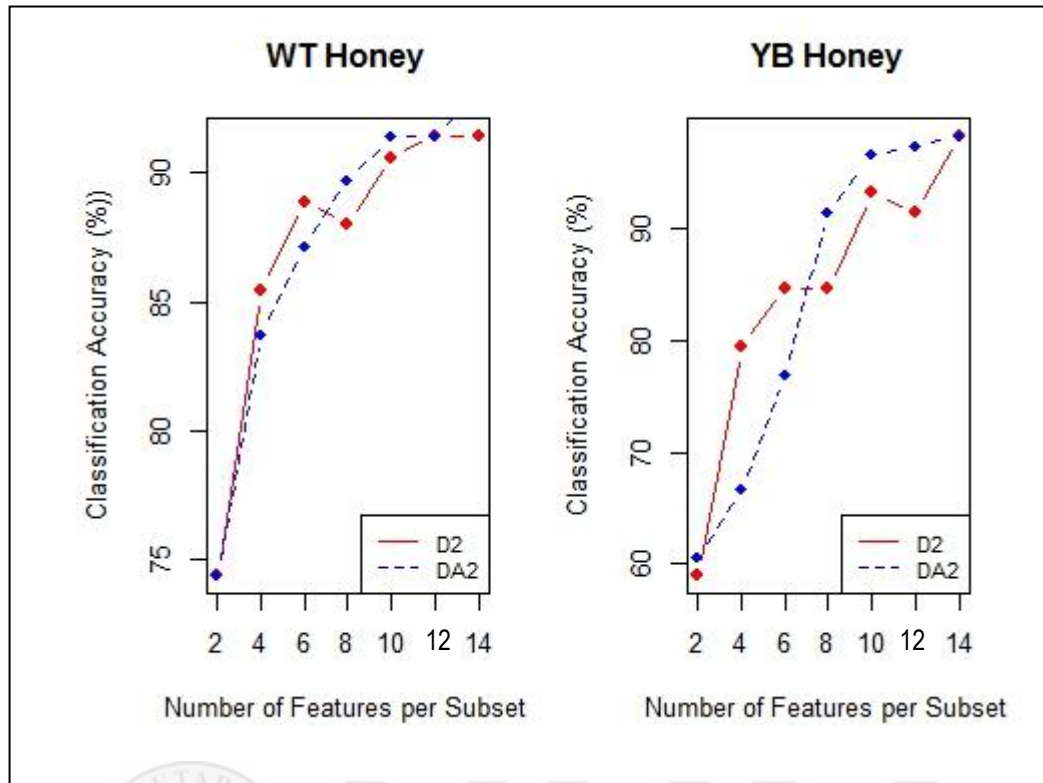 WT Honey
Classification Accuracy (%))
90
85
80
75
D2
DA2
2 4 6 8 10 12 14
Number of Features per Subset
YB Honey
Classification Accuracy (%)
90
80
70
60
D2
DA2
2 4 6 8 10 12 14
Number of Features per Subset